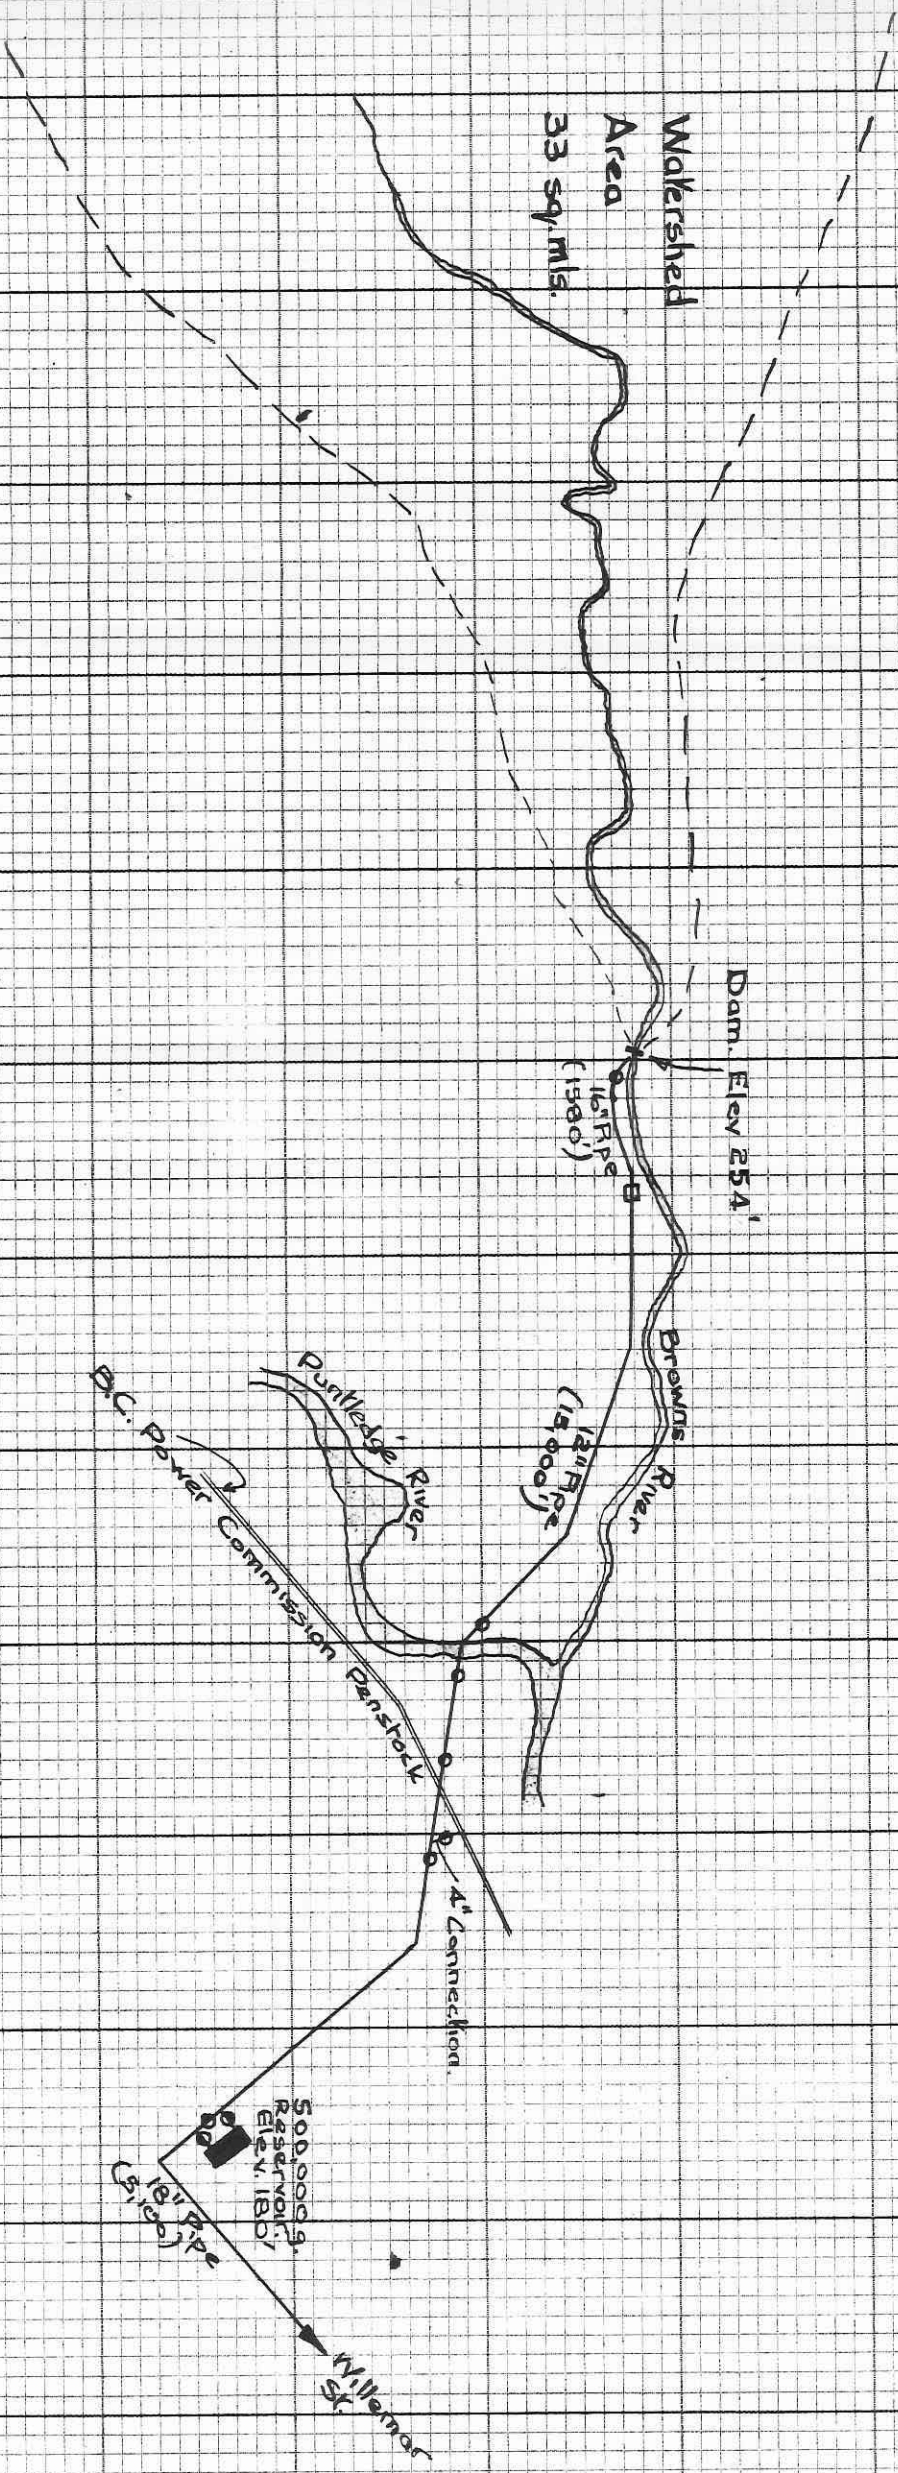 Watershed
Area
33 sq. mls.
Dam. Elev 254'
16" Pipe
(1580')
Browns River
12" Pipe
(15,000')
Puntledge River
B.C. Power Commission Penstock
4" Connection.
500,000 g.
Reservoir.
Elev. 180'
18" Pipe
Willemar
St.